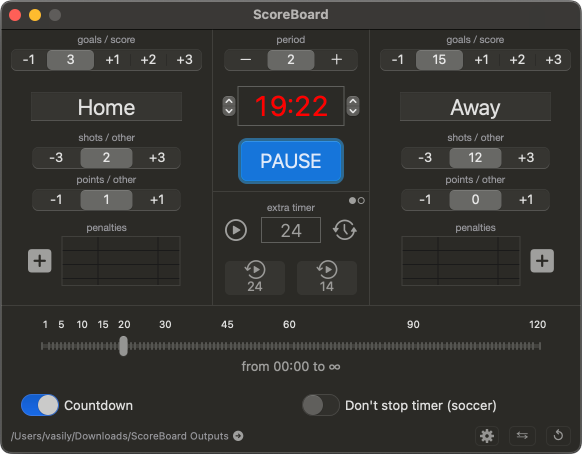 ScoreBoard
goals / score
-1 3 +1 +2 +3
Home
shots / other
-3 2 +3
points / other
-1 1 +1
penalties
+
period
− 2 +
19:22
PAUSE
extra timer
24
24 14
goals / score
-1 15 +1 +2 +3
Away
shots / other
-3 12 +3
points / other
-1 0 +1
penalties
+
1 5 10 15 20 30 45 60 90 120
from 00:00 to ∞
Countdown
Don't stop timer (soccer)
/Users/vasily/Downloads/ScoreBoard Outputs